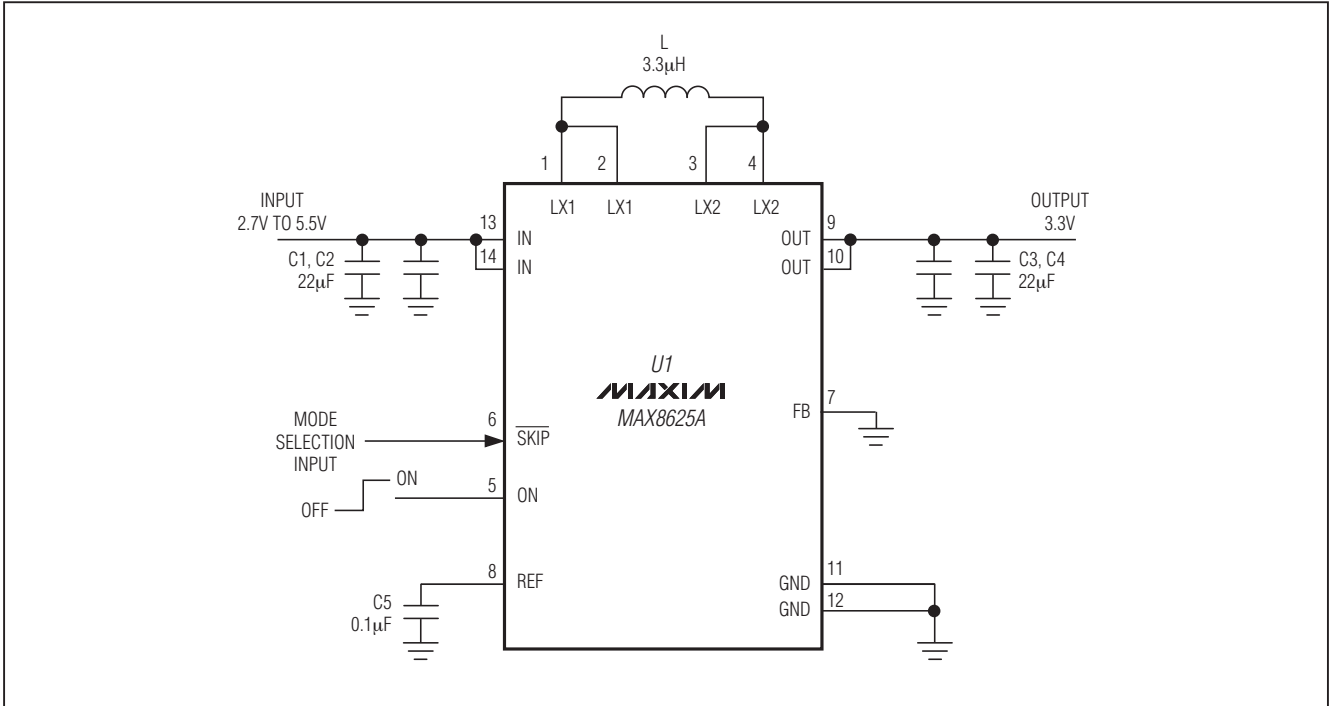 L
3.3µH
1
2
3
4
INPUT
2.7V TO 5.5V
LX1
LX1
LX2
LX2
OUTPUT
3.3V
13
IN
14
IN
9
OUT
10
OUT
C1, C2
22µF
C3, C4
22µF
U1
MAXIM
MAX8625A
7
FB
MODE
SELECTION
INPUT
6
SKIP
ON
OFF
5
ON
8
REF
C5
0.1µF
11
GND
12
GND